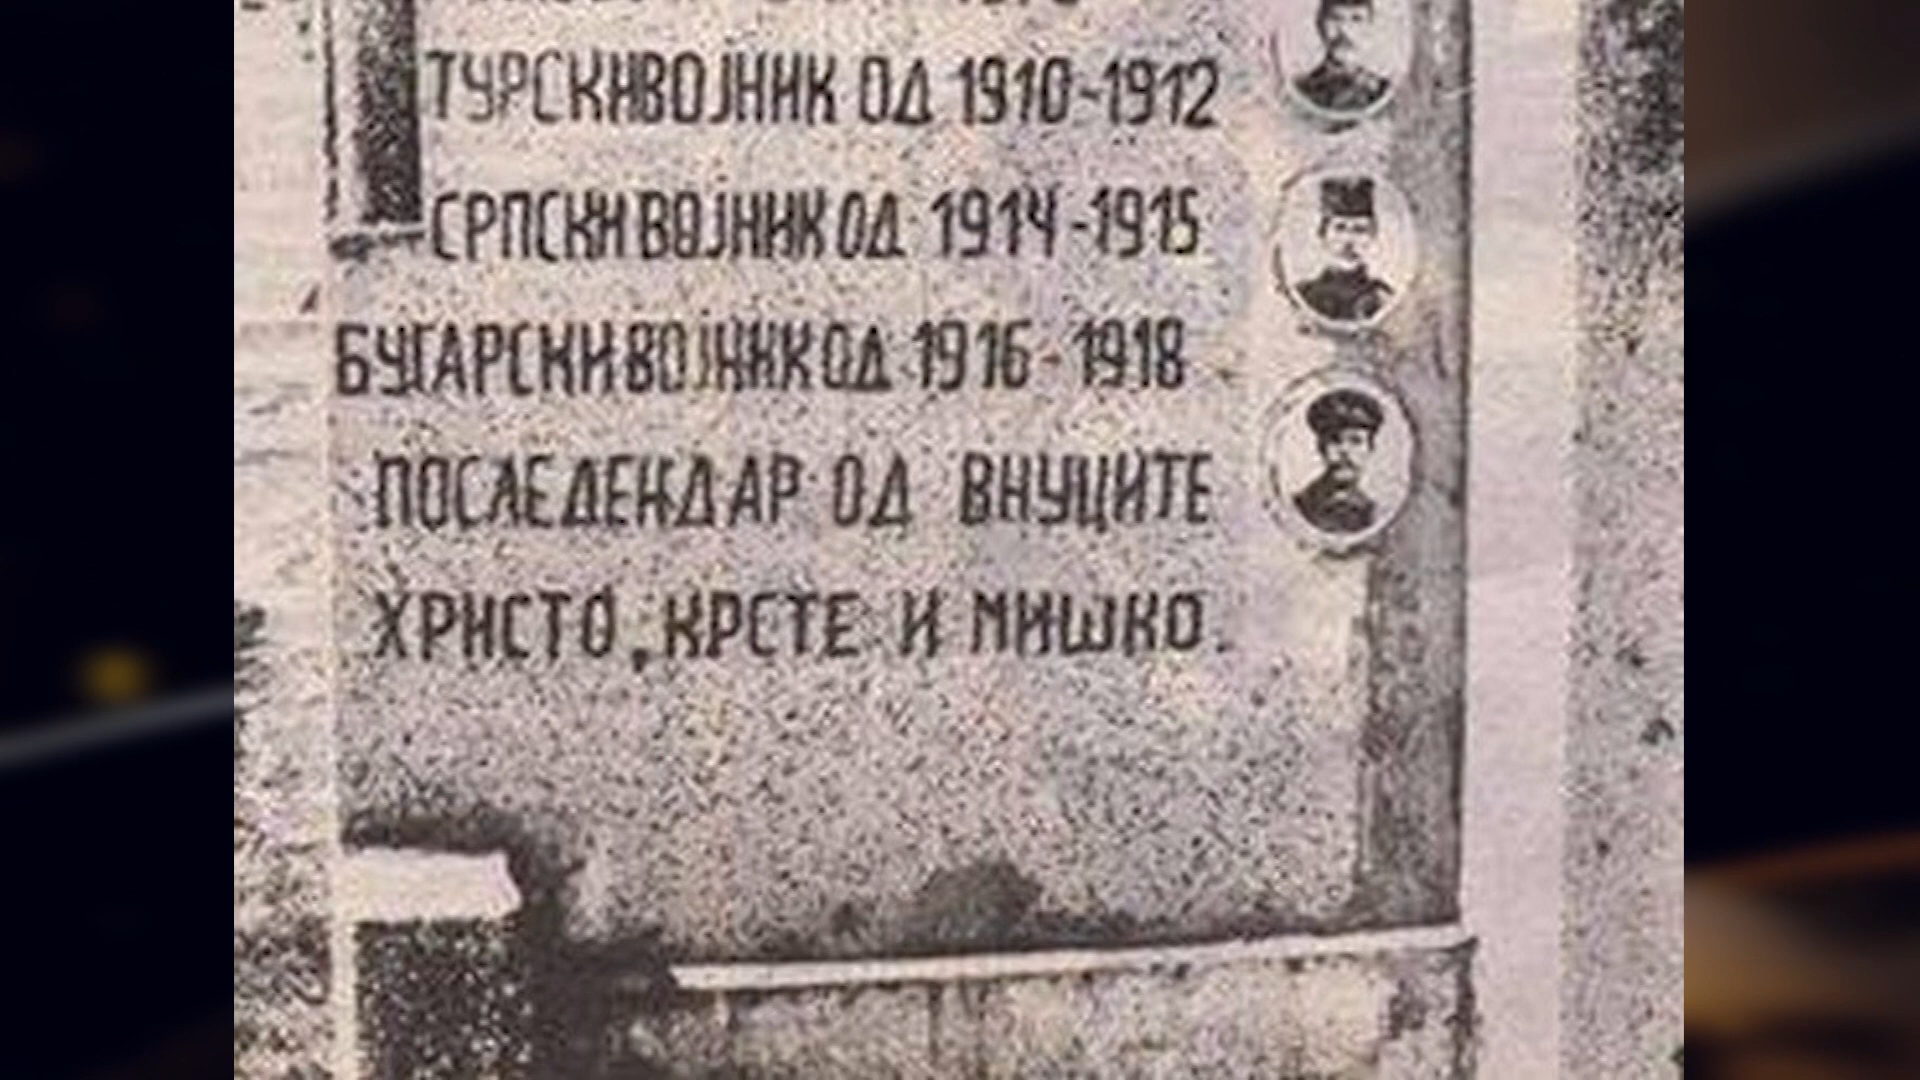 ТУРСКИ ВОЈНИК ОД 1910-1912
СРПСКИ ВОЈНИК ОД 1914-1915
БУГАРСКИ ВОЈНИК ОД 1916-1918
ПОСЛЕДЕН ДАР ОД ВНУЦИТЕ
ХРИСТО, КРСТЕ И МИШКО.